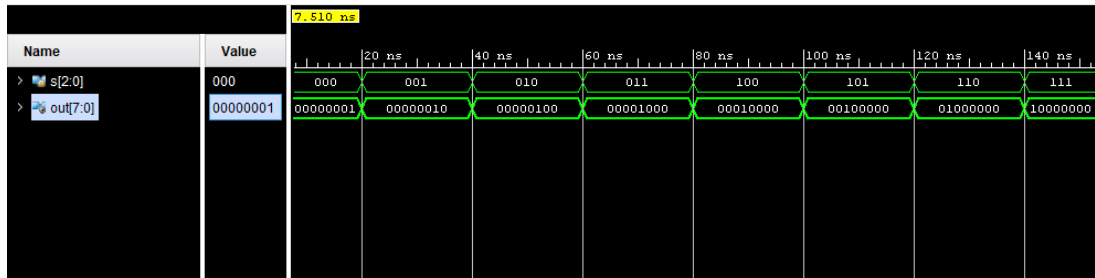 7.510 ns
Name Value
20 ns 40 ns 60 ns 80 ns 100 ns 120 ns 140 ns
s[2:0] 000 000 001 010 011 100 101 110 111
out[7:0] 00000001 00000001 00000010 00000100 00001000 00010000 00100000 01000000 10000000